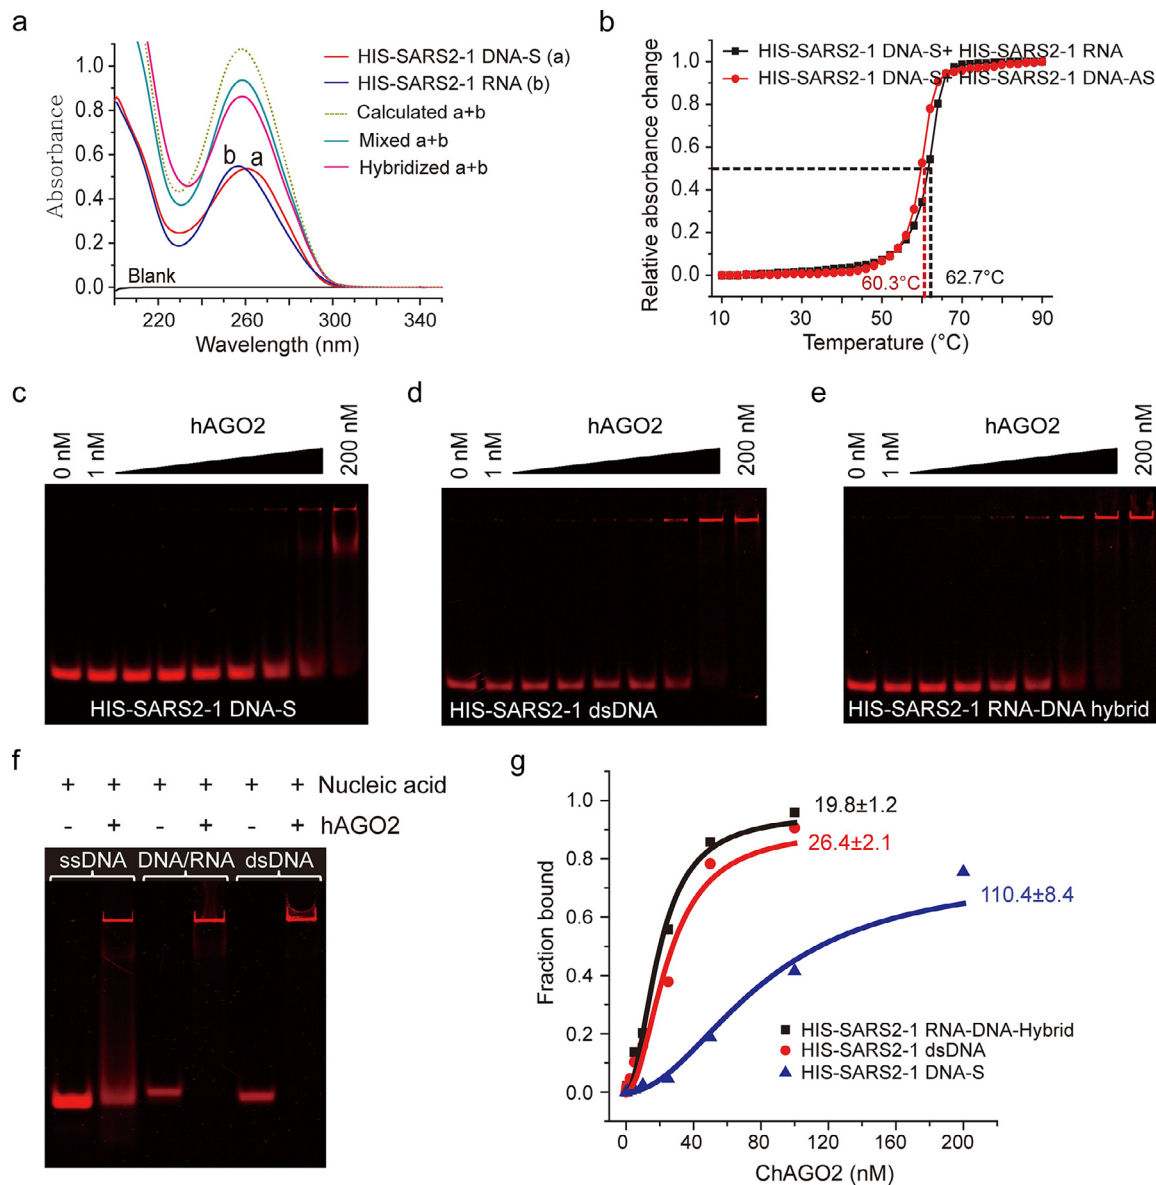 a
Absorbance
1.0
0.8
0.6
0.4
0.2
0.0
HIS-SARS2-1 DNA-S (a)
HIS-SARS2-1 RNA (b)
Calculated a+b
Mixed a+b
Hybridized a+b
b a
Blank
220 260 300 340
Wavelength (nm)
b
Relative absorbance change
1.0
0.8
0.6
0.4
0.2
0.0
HIS-SARS2-1 DNA-S+ HIS-SARS2-1 RNA
HIS-SARS2-1 DNA-S+ HIS-SARS2-1 DNA-AS
60.3°C 62.7°C
10 30 50 70 90
Temperature (°C)
c
0 nM
1 nM
hAGO2
200 nM
HIS-SARS2-1 DNA-S
d
0 nM
1 nM
hAGO2
200 nM
HIS-SARS2-1 dsDNA
e
0 nM
1 nM
hAGO2
200 nM
HIS-SARS2-1 RNA-DNA hybrid
f
+ + + + + + Nucleic acid
- + - + - + hAGO2
ssDNA DNA/RNA dsDNA
g
Fraction bound
1.0
0.8
0.6
0.4
0.2
0.0
19.8±1.2
26.4±2.1
110.4±8.4
HIS-SARS2-1 RNA-DNA-Hybrid
HIS-SARS2-1 dsDNA
HIS-SARS2-1 DNA-S
0 40 80 120 160 200
ChAGO2 (nM)